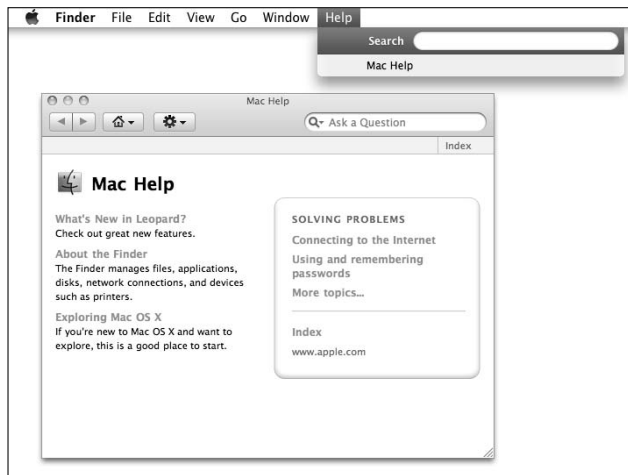 Finder File Edit View Go Window Help
Search
Mac Help
Mac Help
Ask a Question
Index
Mac Help
What's New in Leopard?
Check out great new features.
About the Finder
The Finder manages files, applications,
disks, network connections, and devices
such as printers.
Exploring Mac OS X
If you're new to Mac OS X and want to
explore, this is a good place to start.
SOLVING PROBLEMS
Connecting to the Internet
Using and remembering
passwords
More topics...
Index
www.apple.com